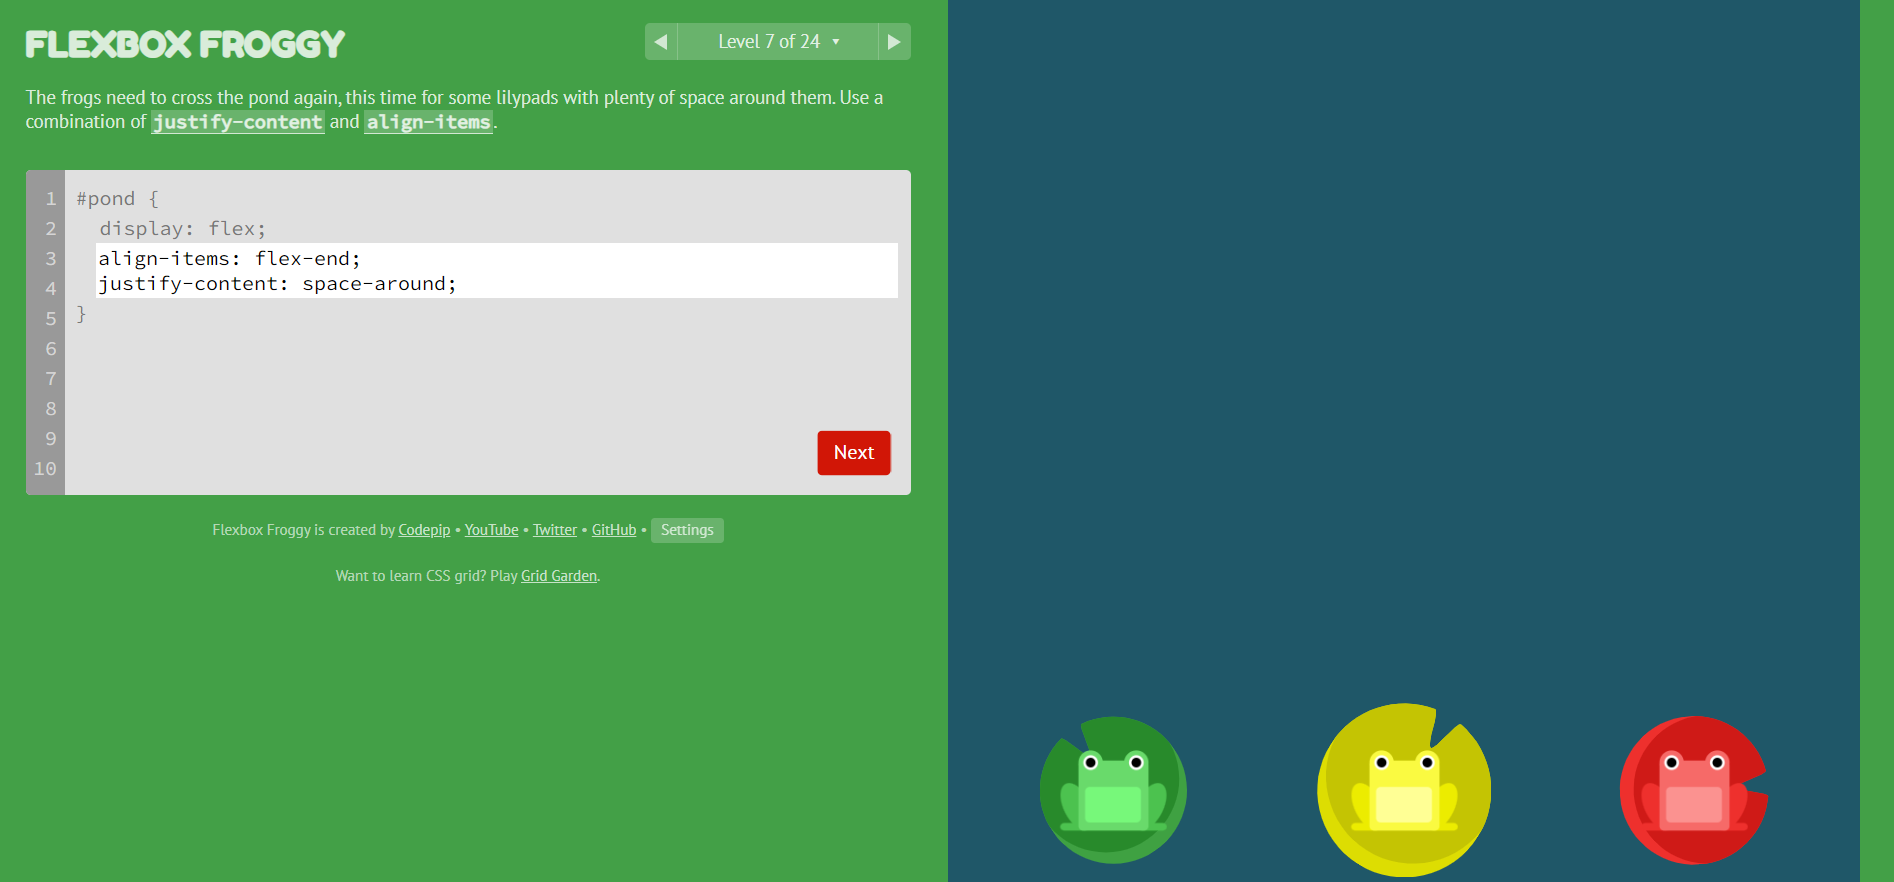 FLEXBOX FROGGY
Level 7 of 24
The frogs need to cross the pond again, this time for some lilypads with plenty of space around them. Use a
combination of justify-content and align-items.
1 #pond {
2 display: flex;
3 align-items: flex-end;
4 justify-content: space-around;
5 }
6
7
8
9
10
Next
Flexbox Froggy is created by Codepip • YouTube • Twitter • GitHub • Settings
Want to learn CSS grid? Play Grid Garden.